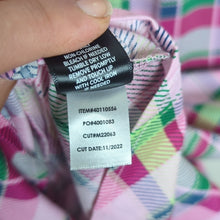 NON-CHLORINE
BLEACH IF NEEDED
TUMBLE DRY LOW
REMOVE PROMPTLY
AND TOUCH UP
WITH COOL IRON
IF NEEDED
ITEM#40110556
PO#4001083
CUT#M22063
CUT DATE:11/2022